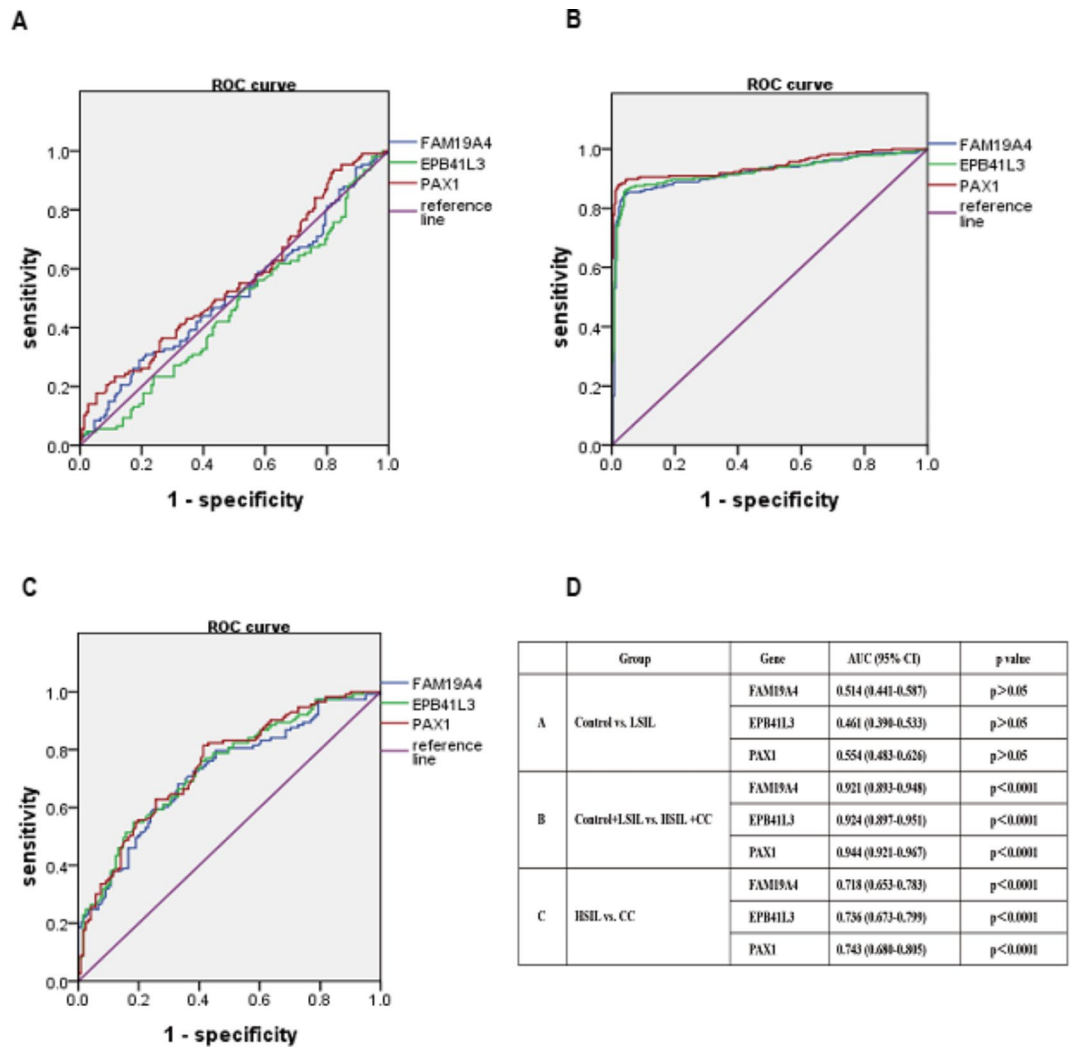 A
ROC curve
sensitivity
1.0
0.8
0.6
0.4
0.2
0.0
0.0 0.2 0.4 0.6 0.8 1.0
1 - specificity
FAM19A4
EPB41L3
PAX1
reference
line
B
ROC curve
sensitivity
1.0
0.8
0.6
0.4
0.2
0.0
0.0 0.2 0.4 0.6 0.8 1.0
1 - specificity
FAM19A4
EPB41L3
PAX1
reference
line
C
ROC curve
sensitivity
1.0
0.8
0.6
0.4
0.2
0.0
0.0 0.2 0.4 0.6 0.8 1.0
1 - specificity
FAM19A4
EPB41L3
PAX1
reference
line
D
Group Gene AUC (95% CI) p value
FAM19A4 0.514 (0.441-0.587) p>0.05
A Control vs. LSIL EPB41L3 0.461 (0.390-0.533) p>0.05
PAX1 0.554 (0.483-0.626) p>0.05
FAM19A4 0.921 (0.893-0.948) p<0.0001
B Control+LSIL vs. HSIL +CC EPB41L3 0.924 (0.897-0.951) p<0.0001
PAX1 0.944 (0.921-0.967) p<0.0001
FAM19A4 0.718 (0.653-0.783) p<0.0001
C HSIL vs. CC EPB41L3 0.736 (0.673-0.799) p<0.0001
PAX1 0.743 (0.680-0.805) p<0.0001